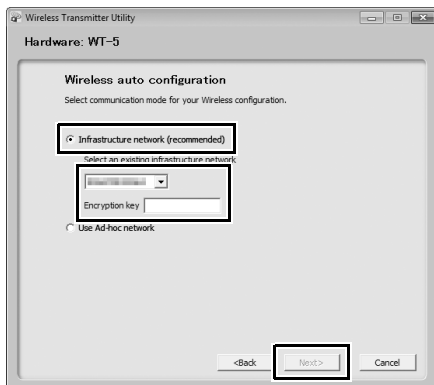 Wireless Transmitter Utility
Hardware: WT-5
Wireless auto configuration
Select communication mode for your Wireless configuration.
Infrastructure network (recommended)
Select an existing infrastructure network
Encryption key
Use Ad-hoc network
<Back Next> Cancel